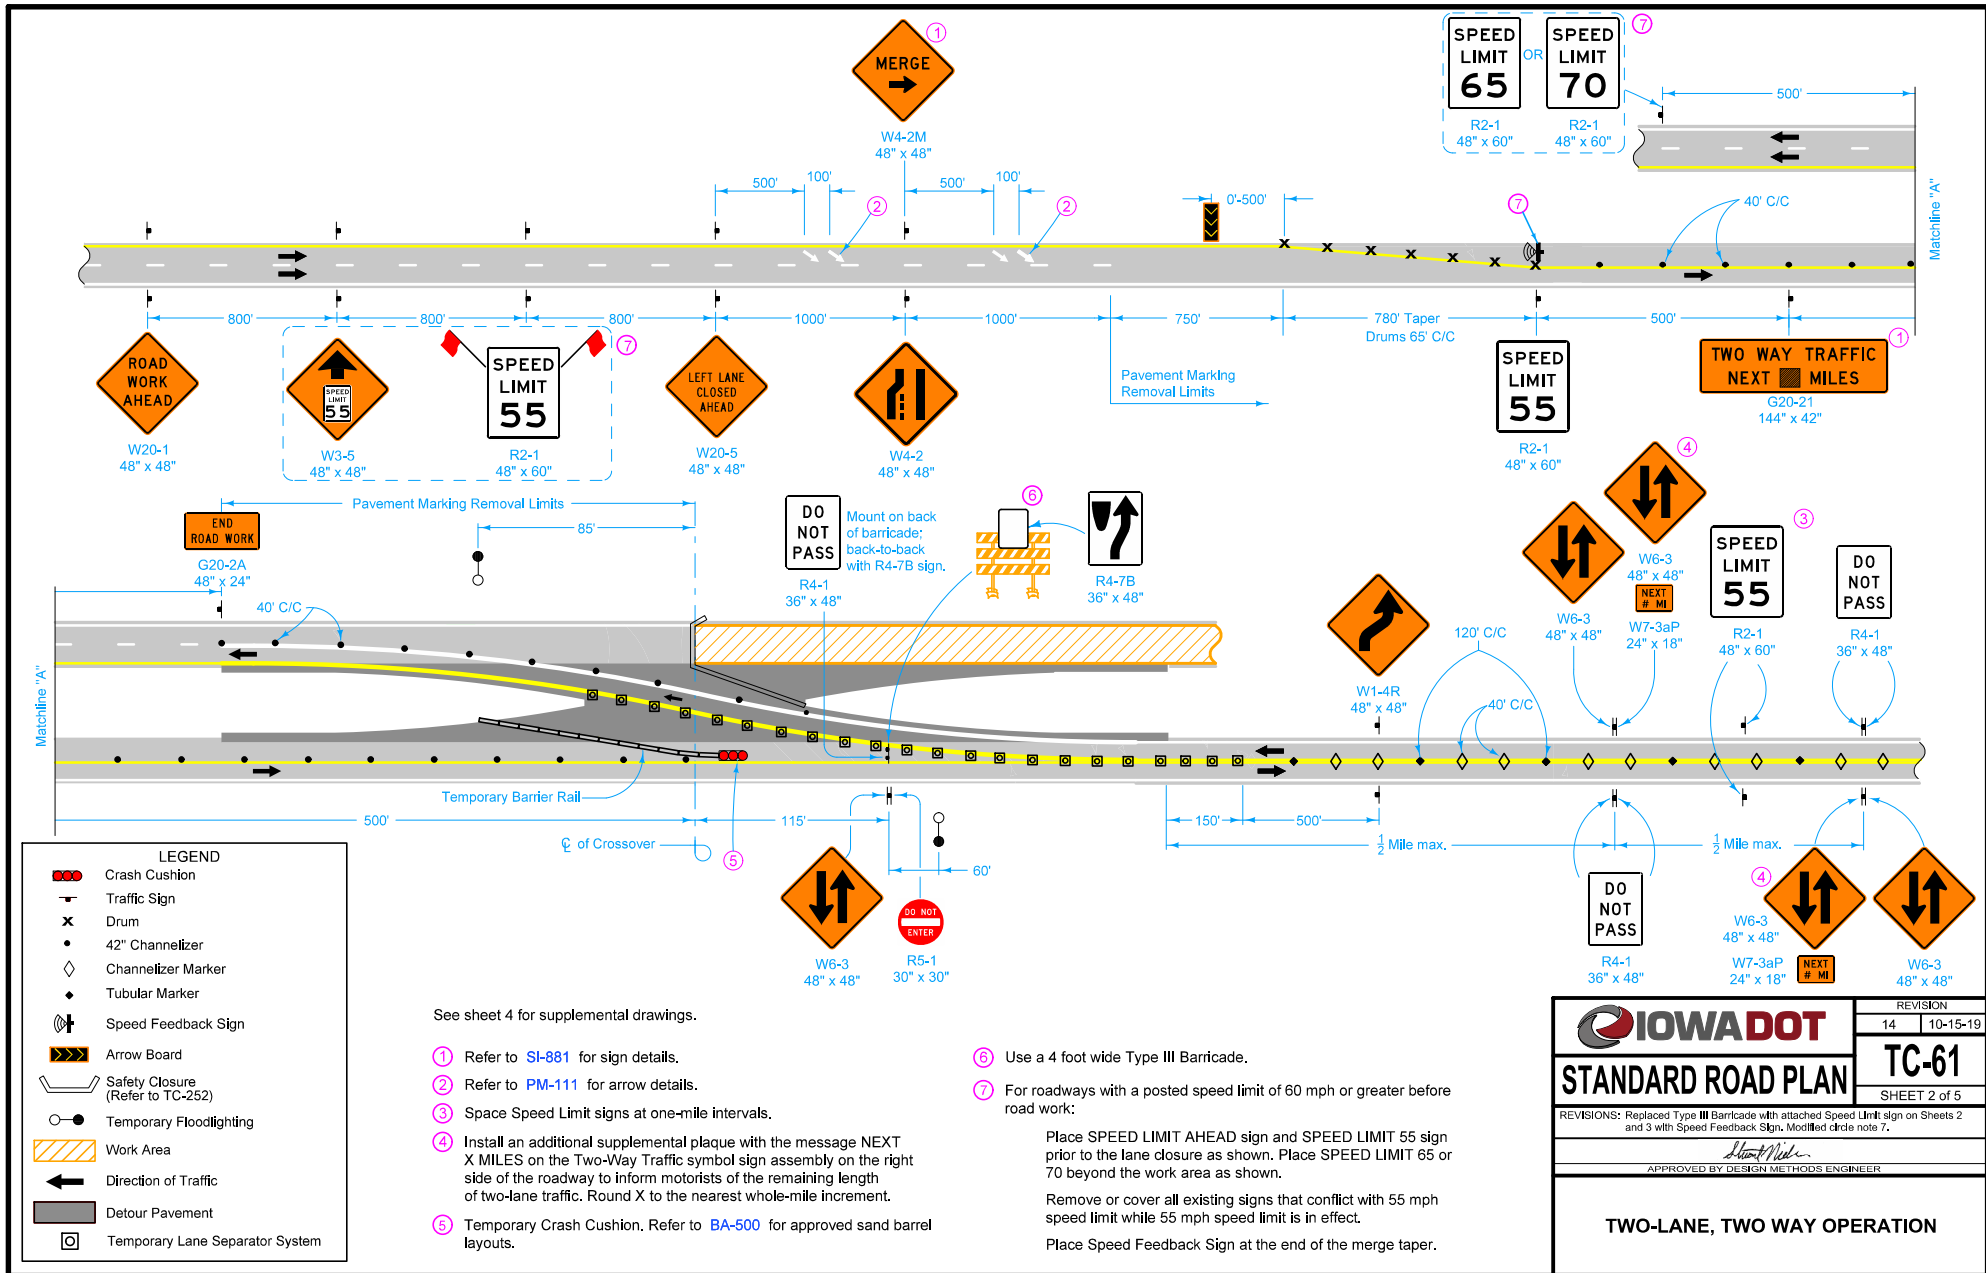 1
MERGE
W4-2M
48" x 48"
SPEED
LIMIT
65
OR
SPEED
LIMIT
70
7
R2-1
48" x 60"
R2-1
48" x 60"
500'
500'
100'
500'
100'
2
2
0'-500'
7
40' C/C
Matchline "A"
800'
800'
800'
1000'
1000'
750'
780' Taper
Drums 65' C/C
500'
ROAD
WORK
AHEAD
W20-1
48" x 48"
SPEED
LIMIT
55
W3-5
48" x 48"
SPEED
LIMIT
55
R2-1
48" x 60"
7
LEFT LANE
CLOSED
AHEAD
W20-5
48" x 48"
W4-2
48" x 48"
Pavement Marking
Removal Limits
SPEED
LIMIT
55
R2-1
48" x 60"
1
TWO WAY TRAFFIC
NEXT MILES
G20-21
144" x 42"
Pavement Marking Removal Limits
85'
END
ROAD WORK
G20-2A
48" x 24"
40' C/C
DO
NOT
PASS
R4-1
36" x 48"
Mount on back
of barricade;
back-to-back
with R4-7B sign.
6
R4-7B
36" x 48"
W1-4R
48" x 48"
120' C/C
40' C/C
W6-3
48" x 48"
4
W6-3
48" x 48"
NEXT
# MI
W7-3aP
24" x 18"
3
SPEED
LIMIT
55
R2-1
48" x 60"
DO
NOT
PASS
R4-1
36" x 48"
Matchline "A"
Temporary Barrier Rail
500'
115'
℄ of Crossover
5
60'
150'
500'
1/2 Mile max.
1/2 Mile max.
W6-3
48" x 48"
DO NOT
ENTER
R5-1
30" x 30"
DO
NOT
PASS
R4-1
36" x 48"
4
W6-3
48" x 48"
W7-3aP
24" x 18"
NEXT
# MI
W6-3
48" x 48"
LEGEND
Crash Cushion
Traffic Sign
Drum
42" Channelizer
Channelizer Marker
Tubular Marker
Speed Feedback Sign
Arrow Board
Safety Closure
(Refer to TC-252)
Temporary Floodlighting
Work Area
Direction of Traffic
Detour Pavement
Temporary Lane Separator System
See sheet 4 for supplemental drawings.
1 Refer to SI-881 for sign details.
2 Refer to PM-111 for arrow details.
3 Space Speed Limit signs at one-mile intervals.
4 Install an additional supplemental plaque with the message NEXT
X MILES on the Two-Way Traffic symbol sign assembly on the right
side of the roadway to inform motorists of the remaining length
of two-lane traffic. Round X to the nearest whole-mile increment.
5 Temporary Crash Cushion. Refer to BA-500 for approved sand barrel
layouts.
6 Use a 4 foot wide Type III Barricade.
7 For roadways with a posted speed limit of 60 mph or greater before
road work:
Place SPEED LIMIT AHEAD sign and SPEED LIMIT 55 sign
prior to the lane closure as shown. Place SPEED LIMIT 65 or
70 beyond the work area as shown.
Remove or cover all existing signs that conflict with 55 mph
speed limit while 55 mph speed limit is in effect.
Place Speed Feedback Sign at the end of the merge taper.
IOWADOT
STANDARD ROAD PLAN
REVISION
14 10-15-19
TC-61
SHEET 2 of 5
REVISIONS: Replaced Type III Barricade with attached Speed Limit sign on Sheets 2
and 3 with Speed Feedback Sign. Modified circle note 7.
APPROVED BY DESIGN METHODS ENGINEER
TWO-LANE, TWO WAY OPERATION